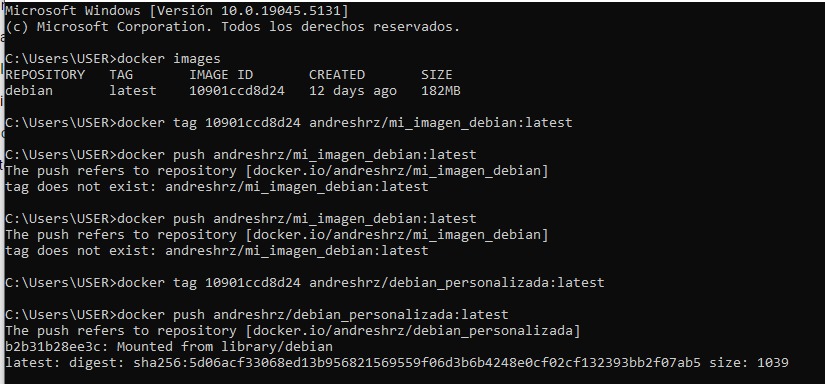 Microsoft Windows [Versión 10.0.19045.5131]
(c) Microsoft Corporation. Todos los derechos reservados.
C:\Users\USER>docker images
REPOSITORY   TAG       IMAGE ID       CREATED       SIZE
debian       latest    10901ccd8d24   12 days ago   182MB
C:\Users\USER>docker tag 10901ccd8d24 andreshrz/mi_imagen_debian:latest
C:\Users\USER>docker push andreshrz/mi_imagen_debian:latest
The push refers to repository [docker.io/andreshrz/mi_imagen_debian]
tag does not exist: andreshrz/mi_imagen_debian:latest
C:\Users\USER>docker push andreshrz/mi_imagen_debian:latest
The push refers to repository [docker.io/andreshrz/mi_imagen_debian]
tag does not exist: andreshrz/mi_imagen_debian:latest
C:\Users\USER>docker tag 10901ccd8d24 andreshrz/debian_personalizada:latest
C:\Users\USER>docker push andreshrz/debian_personalizada:latest
The push refers to repository [docker.io/andreshrz/debian_personalizada]
b2b31b28ee3c: Mounted from library/debian
latest: digest: sha256:5d06acf33068ed13b956821569559f06d3b6b4248e0cf02cf132393bb2f07ab5 size: 1039